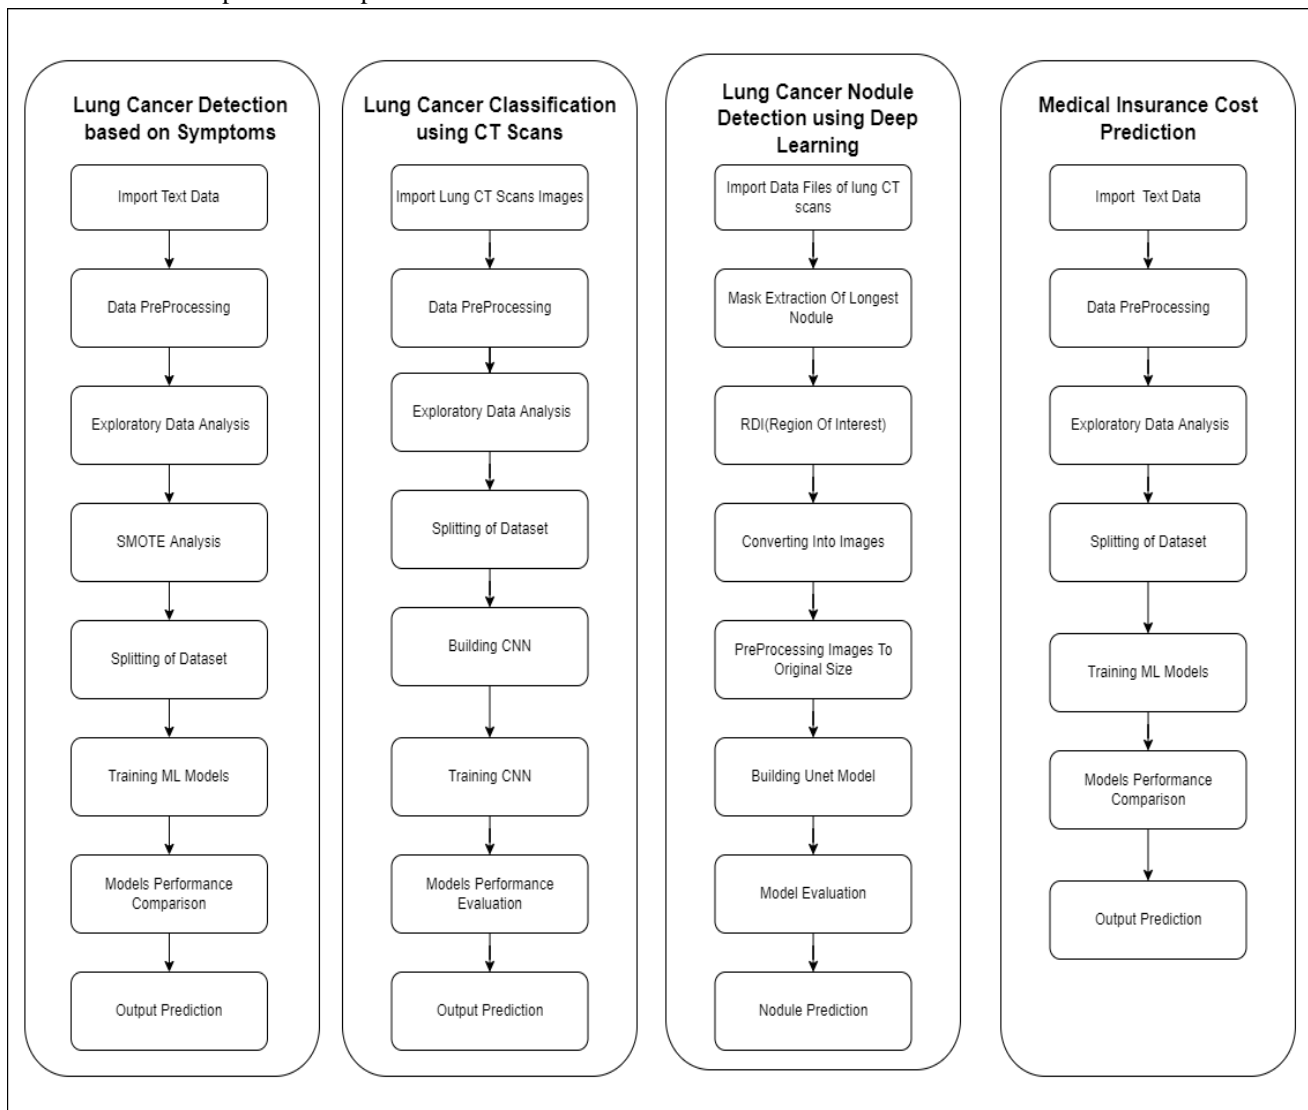 Lung Cancer Detection
based on Symptoms
Import Text Data
Data PreProcessing
Exploratory Data Analysis
SMOTE Analysis
Splitting of Dataset
Training ML Models
Models Performance
Comparison
Output Prediction
Lung Cancer Classification
using CT Scans
Import Lung CT Scans Images
Data PreProcessing
Exploratory Data Analysis
Splitting of Dataset
Building CNN
Training CNN
Models Performance
Evaluation
Output Prediction
Lung Cancer Nodule
Detection using Deep
Learning
Import Data Files of lung CT
scans
Mask Extraction Of Longest
Nodule
RDI(Region Of Interest)
Converting Into Images
PreProcessing Images To
Original Size
Building Unet Model
Model Evaluation
Nodule Prediction
Medical Insurance Cost
Prediction
Import Text Data
Data PreProcessing
Exploratory Data Analysis
Splitting of Dataset
Training ML Models
Models Performance
Comparison
Output Prediction